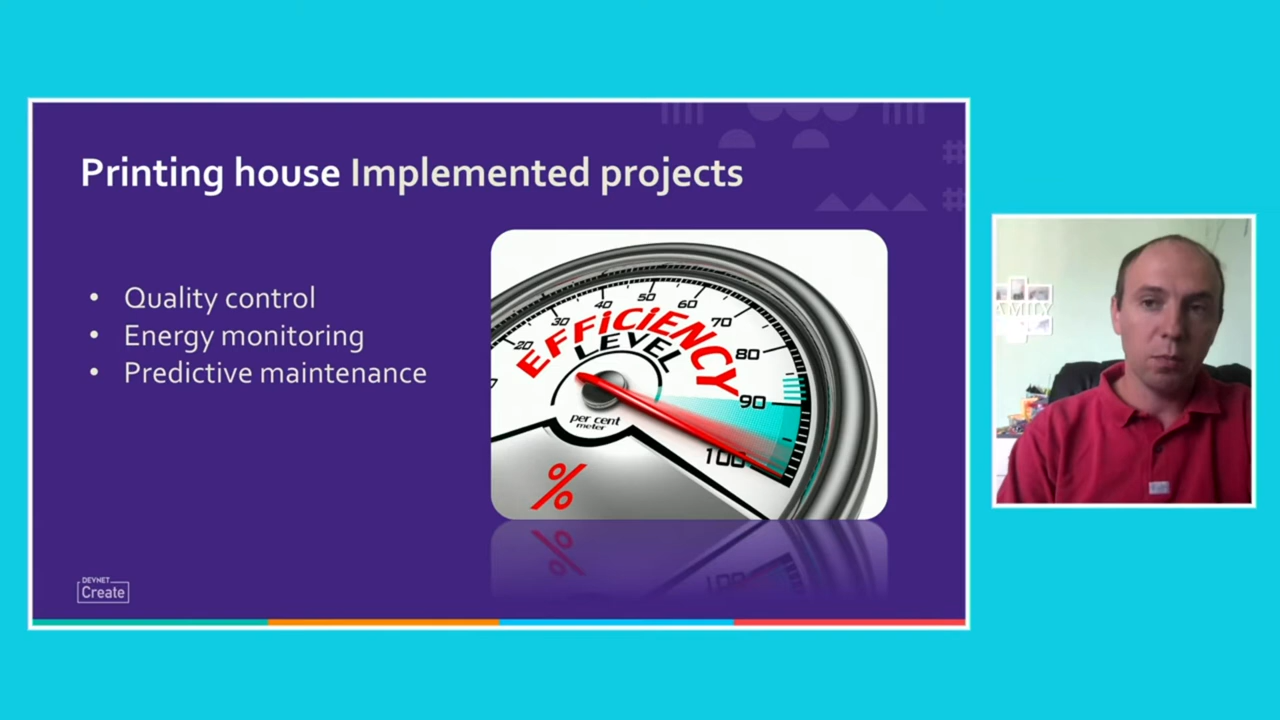 Printing house Implemented projects
• Quality control
• Energy monitoring
• Predictive maintenance
20
30
40
50
60
70
80
90
100
EFFiCiENCY
LEVEL
per cent
meter
%
DEVNET
Create
AMILY